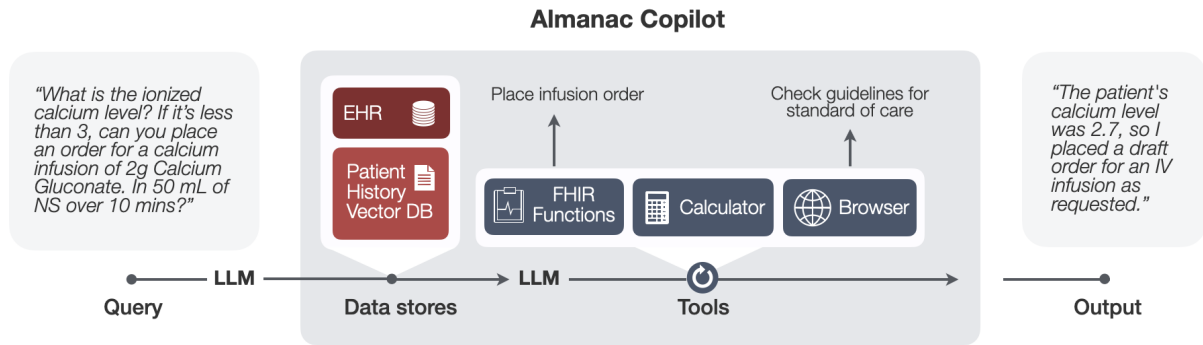 Almanac Copilot
“What is the ionized
calcium level? If it’s less
than 3, can you place
an order for a calcium
infusion of 2g Calcium
Gluconate. In 50 mL of
NS over 10 mins?”
EHR
Patient
History
Vector DB
Place infusion order
Check guidelines for
standard of care
FHIR
Functions
Calculator
Browser
“The patient's
calcium level
was 2.7, so I
placed a draft
order for an IV
infusion as
requested.”
LLM
LLM
Query
Data stores
Tools
Output